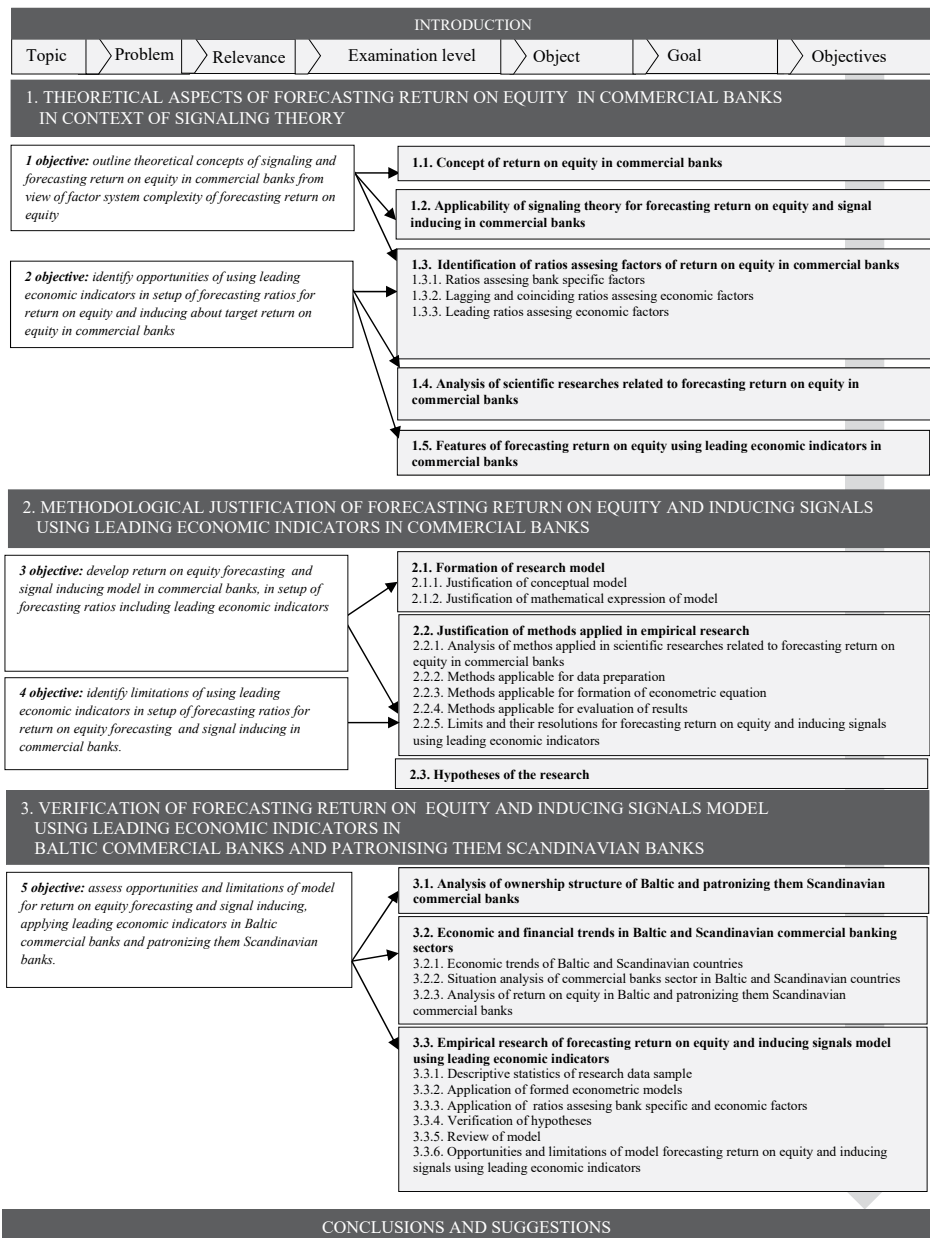 INTRODUCTION
Topic Problem Relevance Examination level Object Goal Objectives
1. THEORETICAL ASPECTS OF FORECASTING RETURN ON EQUITY IN COMMERCIAL BANKS
IN CONTEXT OF SIGNALING THEORY
1 objective: outline theoretical concepts of signaling and
forecasting return on equity in commercial banks from
view of factor system complexity of forecasting return on
equity
1.1. Concept of return on equity in commercial banks
1.2. Applicability of signaling theory for forecasting return on equity and signal
inducing in commercial banks
2 objective: identify opportunities of using leading
economic indicators in setup of forecasting ratios for
return on equity and inducing about target return on
equity in commercial banks
1.3. Identification of ratios assesing factors of return on equity in commercial banks
1.3.1. Ratios assesing bank specific factors
1.3.2. Lagging and coinciding ratios assesing economic factors
1.3.3. Leading ratios assesing economic factors
1.4. Analysis of scientific researches related to forecasting return on equity in
commercial banks
1.5. Features of forecasting return on equity using leading economic indicators in
commercial banks
2. METHODOLOGICAL JUSTIFICATION OF FORECASTING RETURN ON EQUITY AND INDUCING SIGNALS
USING LEADING ECONOMIC INDICATORS IN COMMERCIAL BANKS
3 objective: develop return on equity forecasting and
signal inducing model in commercial banks, in setup of
forecasting ratios including leading economic indicators
2.1. Formation of research model
2.1.1. Justification of conceptual model
2.1.2. Justification of mathematical expression of model
2.2. Justification of methods applied in empirical research
2.2.1. Analysis of methos applied in scientific researches related to forecasting return on
equity in commercial banks
2.2.2. Methods applicable for data preparation
2.2.3. Methods applicable for formation of econometric equation
2.2.4. Methods applicable for evaluation of results
2.2.5. Limits and their resolutions for forecasting return on equity and inducing signals
using leading economic indicators
4 objective: identify limitations of using leading
economic indicators in setup of forecasting ratios for
return on equity forecasting and signal inducing in
commercial banks.
2.3. Hypotheses of the research
3. VERIFICATION OF FORECASTING RETURN ON EQUITY AND INDUCING SIGNALS MODEL
USING LEADING ECONOMIC INDICATORS IN
BALTIC COMMERCIAL BANKS AND PATRONISING THEM SCANDINAVIAN BANKS
5 objective: assess opportunities and limitations of model
for return on equity forecasting and signal inducing,
applying leading economic indicators in Baltic
commercial banks and patronizing them Scandinavian
banks.
3.1. Analysis of ownership structure of Baltic and patronizing them Scandinavian
commercial banks
3.2. Economic and financial trends in Baltic and Scandinavian commercial banking
sectors
3.2.1. Economic trends of Baltic and Scandinavian countries
3.2.2. Situation analysis of commercial banks sector in Baltic and Scandinavian countries
3.2.3. Analysis of return on equity in Baltic and patronizing them Scandinavian
commercial banks
3.3. Empirical research of forecasting return on equity and inducing signals model
using leading economic indicators
3.3.1. Descriptive statistics of research data sample
3.3.2. Application of formed econometric models
3.3.3. Application of ratios assesing bank specific and economic factors
3.3.4. Verification of hypotheses
3.3.5. Review of model
3.3.6. Opportunities and limitations of model forecasting return on equity and inducing
signals using leading economic indicators
CONCLUSIONS AND SUGGESTIONS